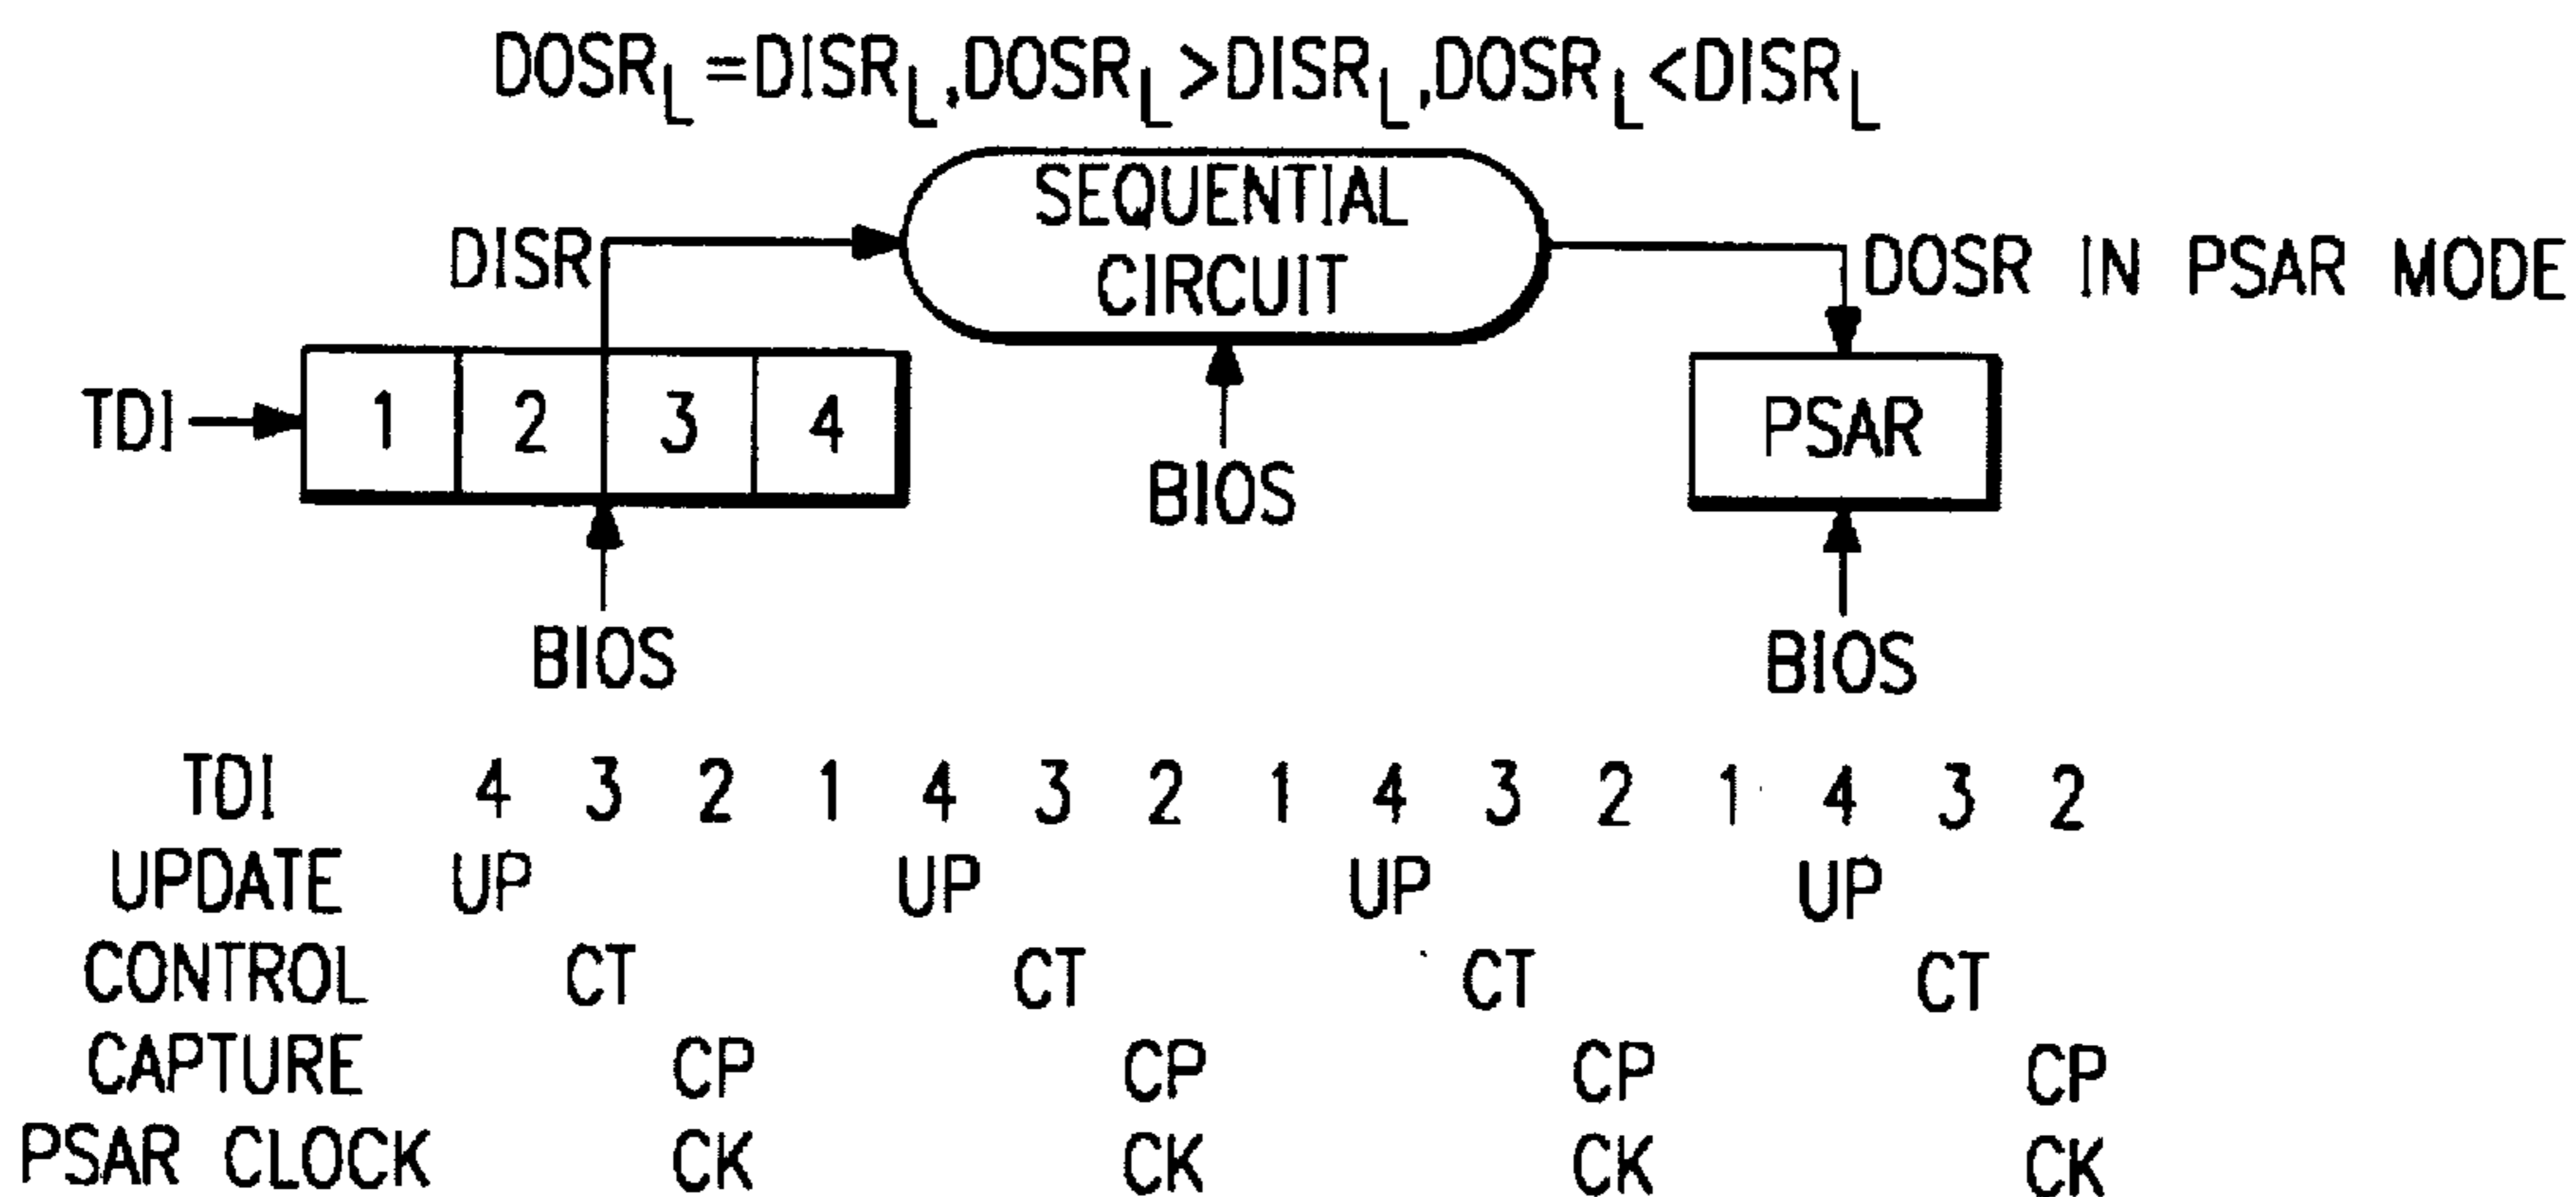 DOSRL=DISRL,DOSRL>DISRL,DOSRL<DISRL
SEQUENTIAL
CIRCUIT
DISR
DOSR IN PSAR MODE
TDI
1 2 3 4
PSAR
BIOS
BIOS
BIOS
TDI 4 3 2 1 4 3 2 1 4 3 2 1 4 3 2
UPDATE UP UP UP UP
CONTROL CT CT CT CT
CAPTURE CP CP CP CP
PSAR CLOCK CK CK CK CK